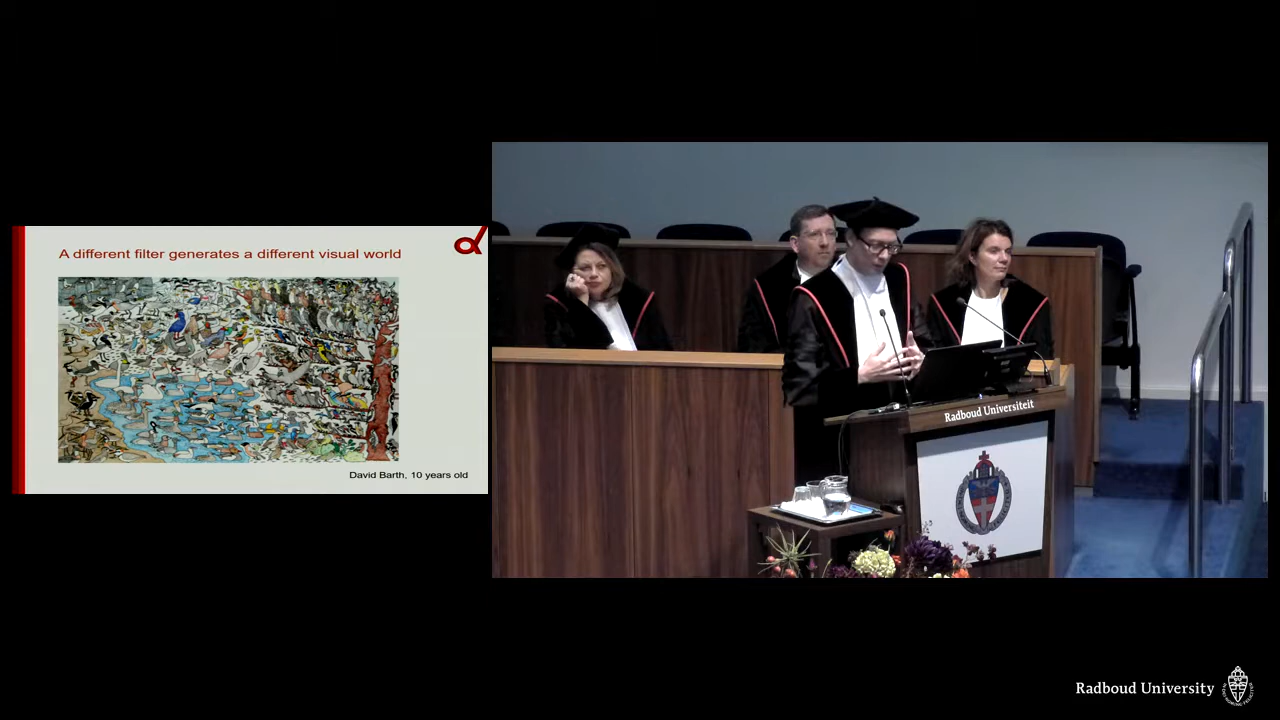 A different filter generates a different visual world
David Barth, 10 years old
Radboud Universiteit
Radboud University